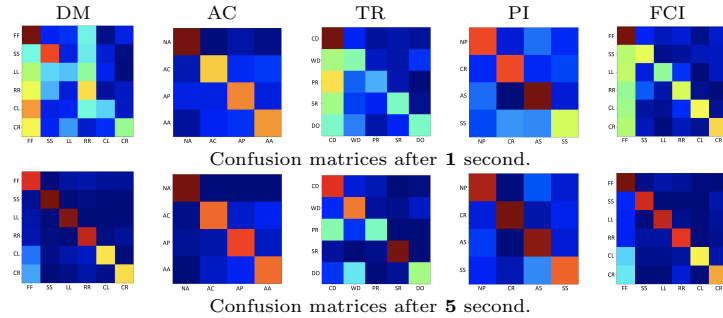 DM AC TR PI FCI
FF
SS
LL
RR
CL
CR
FF SS LL RR CL CR
NA
AC
AP
AA
NA AC AP AA
CD
WD
PR
SR
DO
CD WD PR SR DO
NP
CR
AS
SS
NP CR AS SS
FF
SS
LL
RR
CL
CR
FF SS LL RR CL CR
Confusion matrices after 1 second.
FF
SS
LL
RR
CL
CR
FF SS LL RR CL CR
NA
AC
AP
AA
NA AC AP AA
CD
WD
PR
SR
DO
CD WD PR SR DO
NP
CR
AS
SS
NP CR AS SS
FF
SS
LL
RR
CL
CR
FF SS LL RR CL CR
Confusion matrices after 5 second.